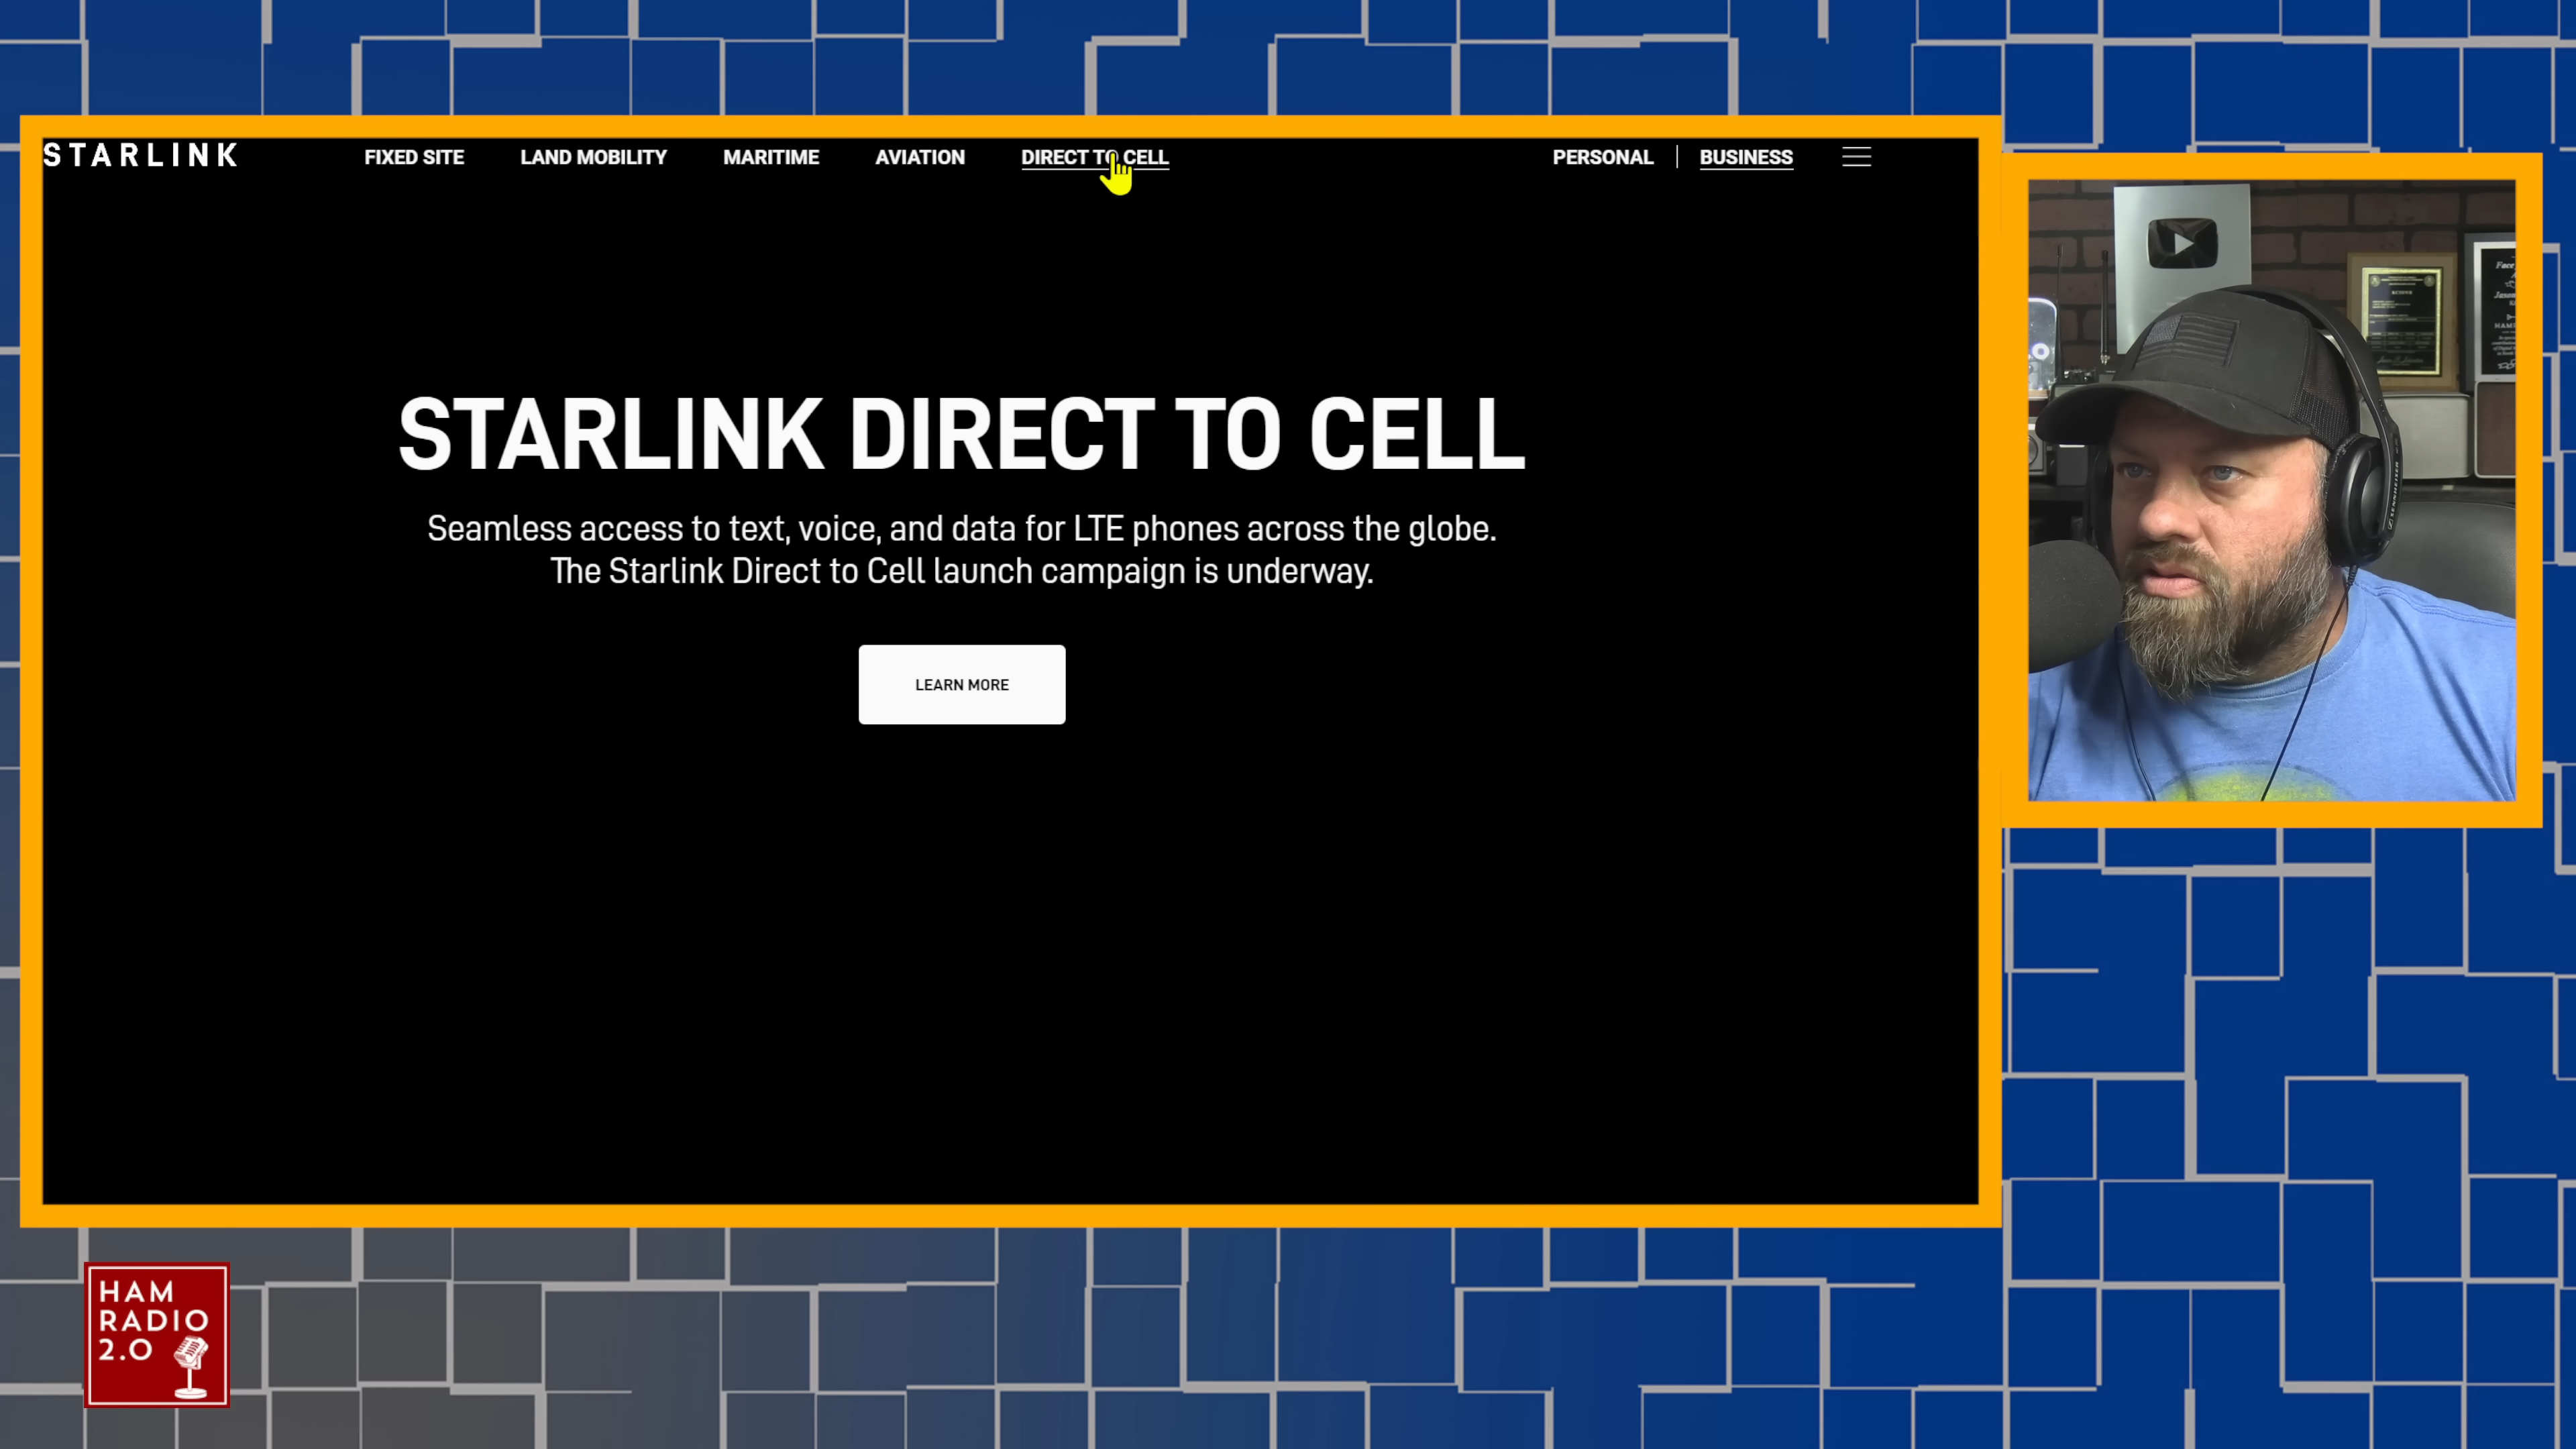 STARLINK
FIXED SITE
LAND MOBILITY
MARITIME
AVIATION
DIRECT TO CELL
PERSONAL
BUSINESS
STARLINK DIRECT TO CELL
Seamless access to text, voice, and data for LTE phones across the globe.
The Starlink Direct to Cell launch campaign is underway.
LEARN MORE
SENNHEISER
HAM
RADIO
2.0